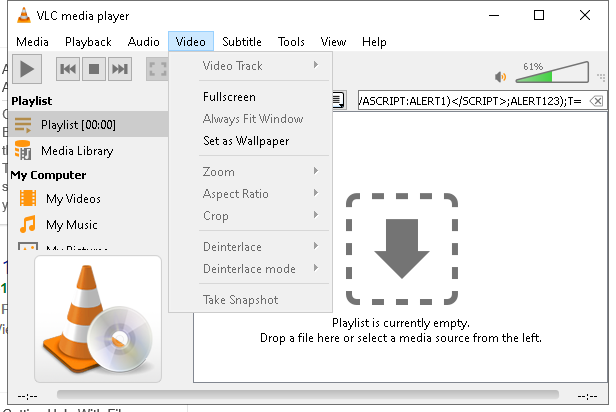 VLC media player
Media Playback Audio Video Subtitle Tools View Help
Video Track
61%
Playlist
Fullscreen
/ASCRIPT:ALERT1)</SCRIPT>;ALERT123);T=
Playlist [00:00]
Always Fit Window
Media Library
Set as Wallpaper
My Computer
Zoom
My Videos
Aspect Ratio
My Music
Crop
My Pictures
Deinterlace
Deinterlace mode
Take Snapshot
Playlist is currently empty.
Drop a file here or select a media source from the left.
--:--
--:--